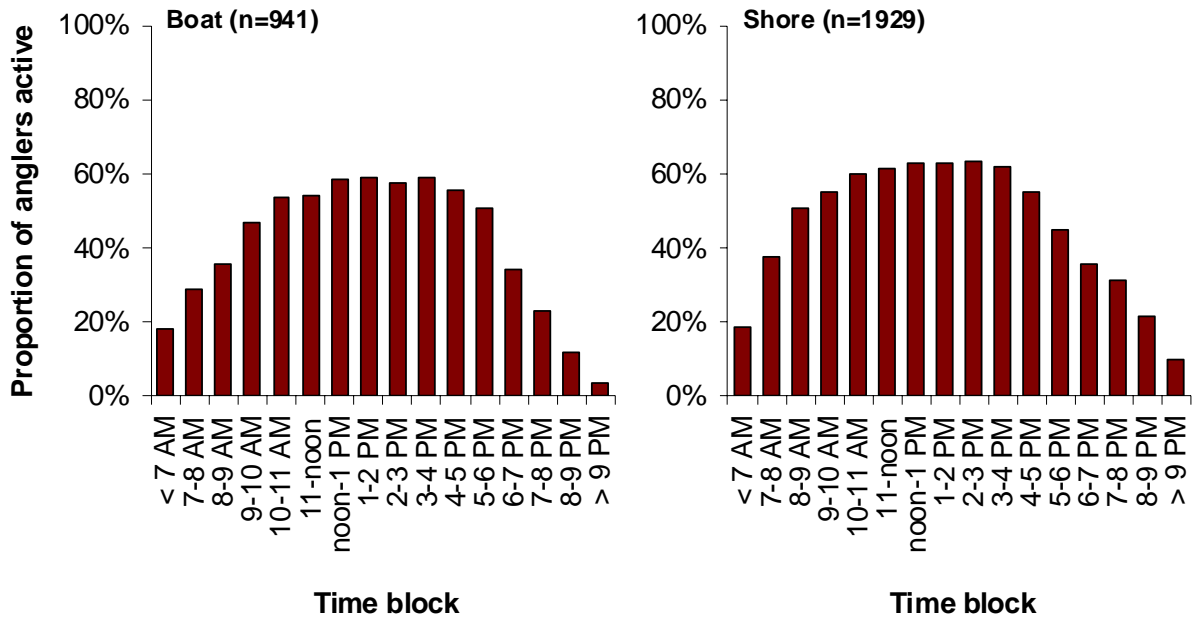 Proportion of anglers active
Boat (n=941)
100%
80%
60%
40%
20%
0%
< 7 AM
7-8 AM
8-9 AM
9-10 AM
10-11 AM
11-noon
noon-1 PM
1-2 PM
2-3 PM
3-4 PM
4-5 PM
5-6 PM
6-7 PM
7-8 PM
8-9 PM
> 9 PM
Time block
Shore (n=1929)
100%
80%
60%
40%
20%
0%
< 7 AM
7-8 AM
8-9 AM
9-10 AM
10-11 AM
11-noon
noon-1 PM
1-2 PM
2-3 PM
3-4 PM
4-5 PM
5-6 PM
6-7 PM
7-8 PM
8-9 PM
> 9 PM
Time block